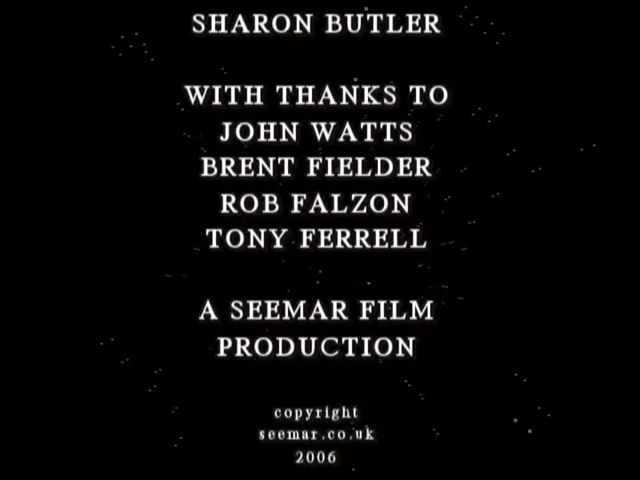 SHARON BUTLER
WITH THANKS TO
JOHN WATTS
BRENT FIELDER
ROB FALZON
TONY FERRELL
A SEEMAR FILM
PRODUCTION
copyright
seemar.co.uk
2006